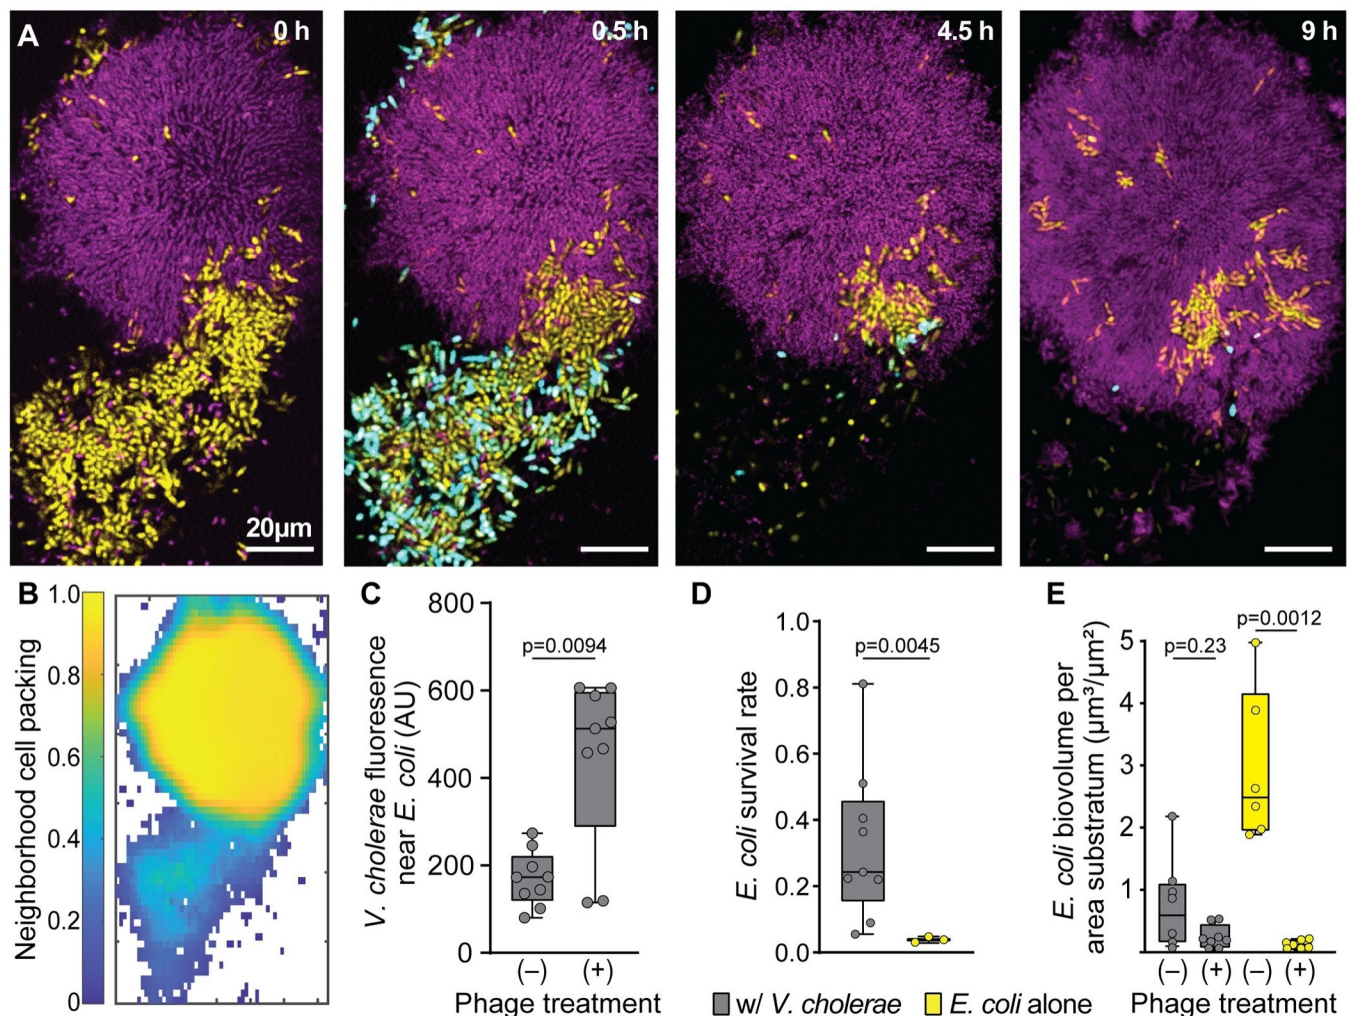 A
0 h
0.5 h
4.5 h
9 h
20µm
B
Neighborhood cell packing
1.0
0.8
0.6
0.4
0.2
0
C
V. cholerae fluoresence
near E. coli (AU)
800
600
400
200
0
p=0.0094
(–) (+)
Phage treatment
D
E. coli survival rate
1.0
0.8
0.6
0.4
0.2
0.0
p=0.0045
w/ V. cholerae
E. coli alone
E
E. coli biovolume per
area substratum (µm³/µm²)
5
4
3
2
1
p=0.23
p=0.0012
(–) (+) (–) (+)
Phage treatment